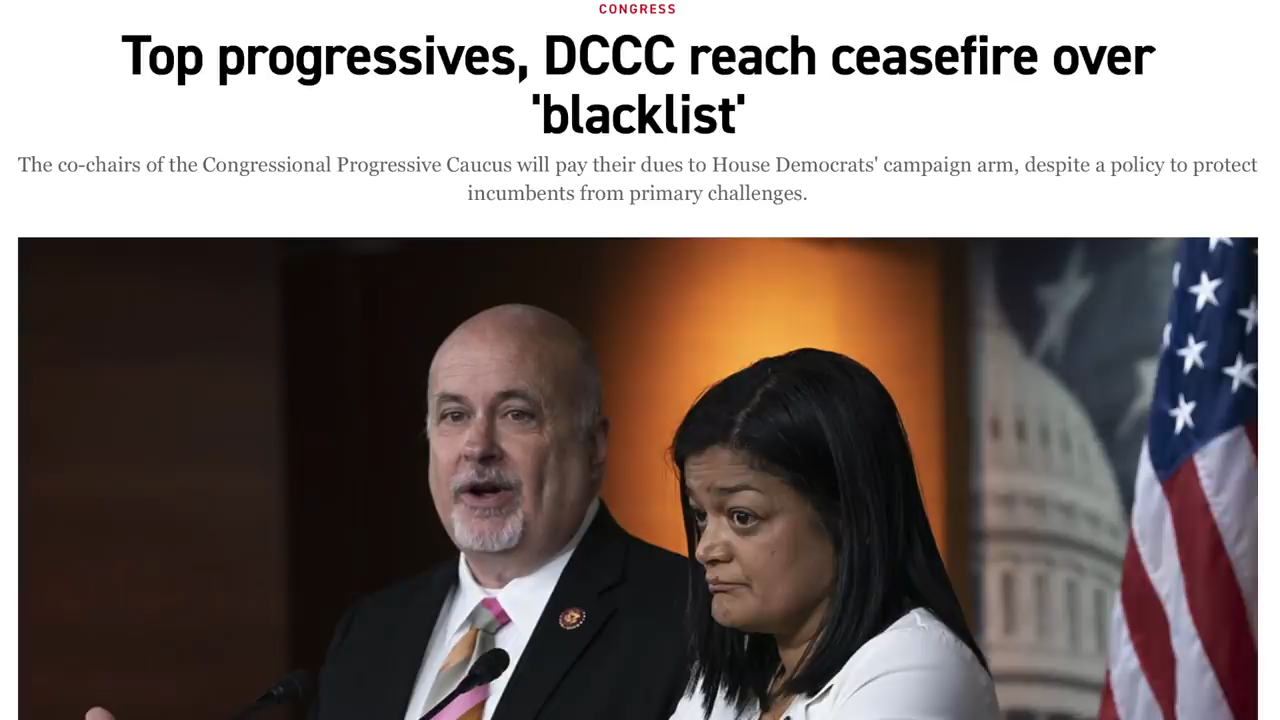 CONGRESS
Top progressives, DCCC reach ceasefire over
'blacklist'
The co-chairs of the Congressional Progressive Caucus will pay their dues to House Democrats' campaign arm, despite a policy to protect
incumbents from primary challenges.